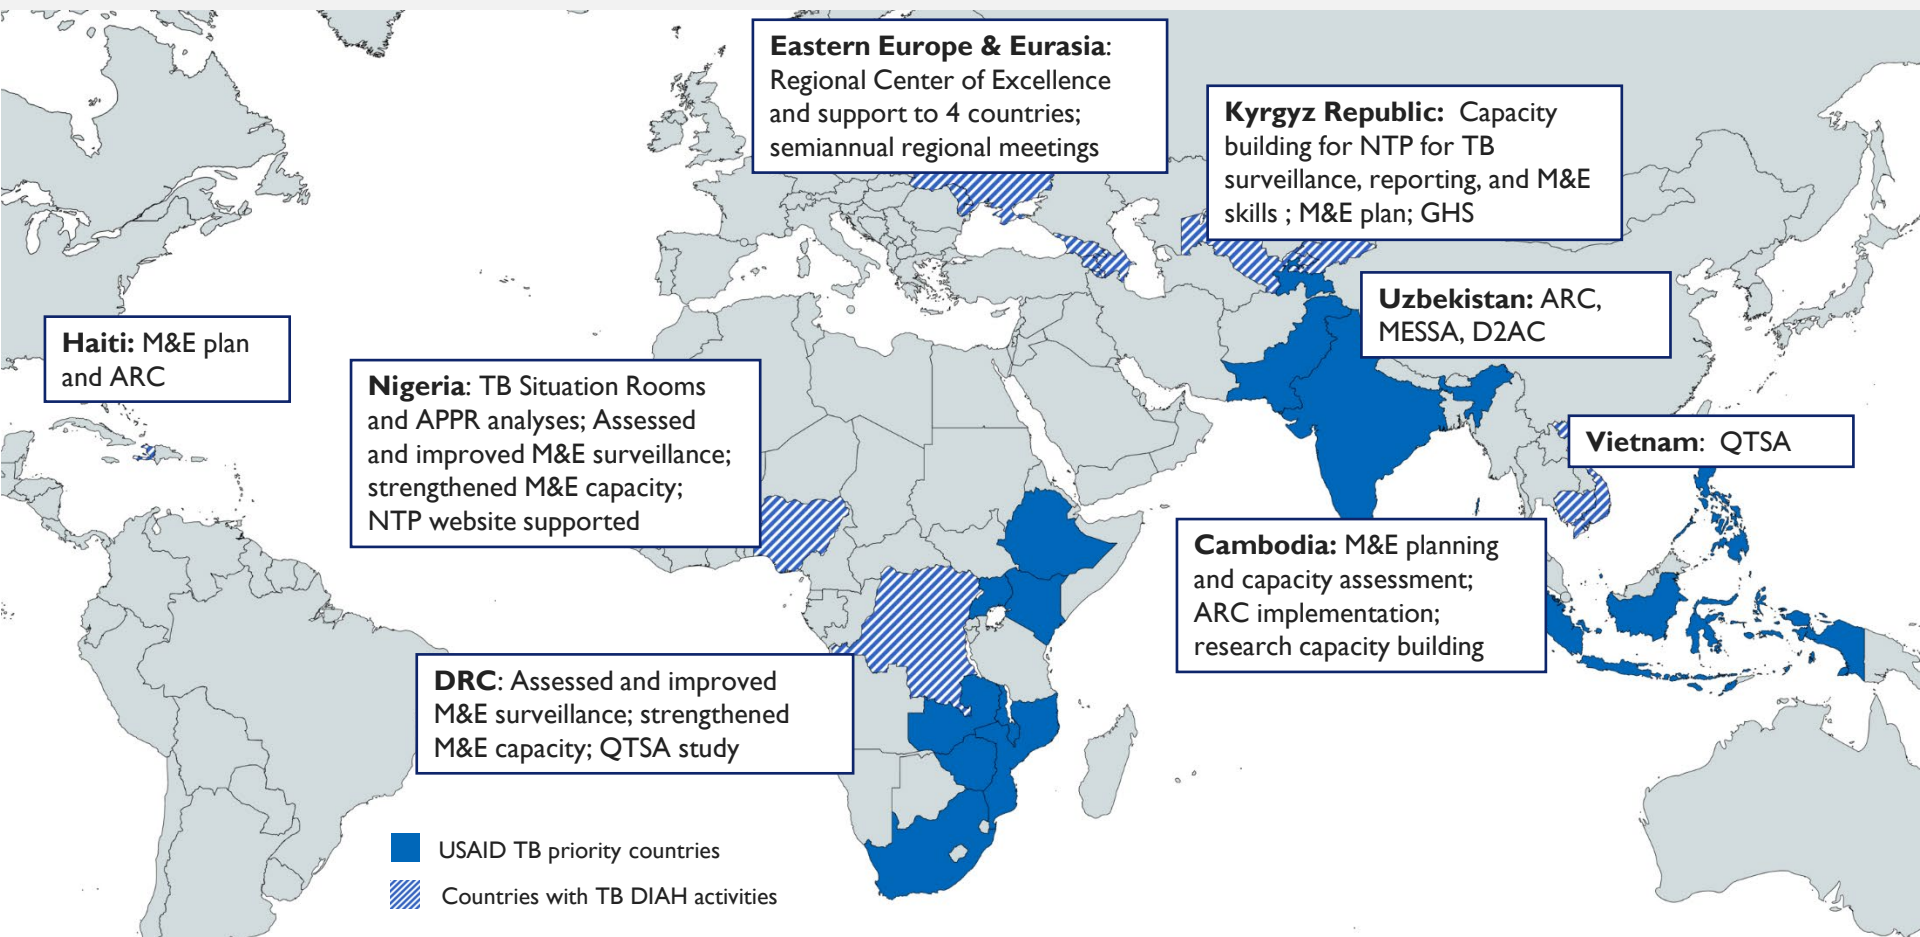 Eastern Europe & Eurasia:
Regional Center of Excellence
and support to 4 countries;
semiannual regional meetings
Kyrgyz Republic: Capacity
building for NTP for TB
surveillance, reporting, and M&E
skills ; M&E plan; GHS
Uzbekistan: ARC,
MESSA, D2AC
Haiti: M&E plan
and ARC
Nigeria: TB Situation Rooms
and APPR analyses; Assessed
and improved M&E surveillance;
strengthened M&E capacity;
NTP website supported
Vietnam: QTSA
Cambodia: M&E planning
and capacity assessment;
ARC implementation;
research capacity building
DRC: Assessed and improved
M&E surveillance; strengthened
M&E capacity; QTSA study
USAID TB priority countries
Countries with TB DIAH activities